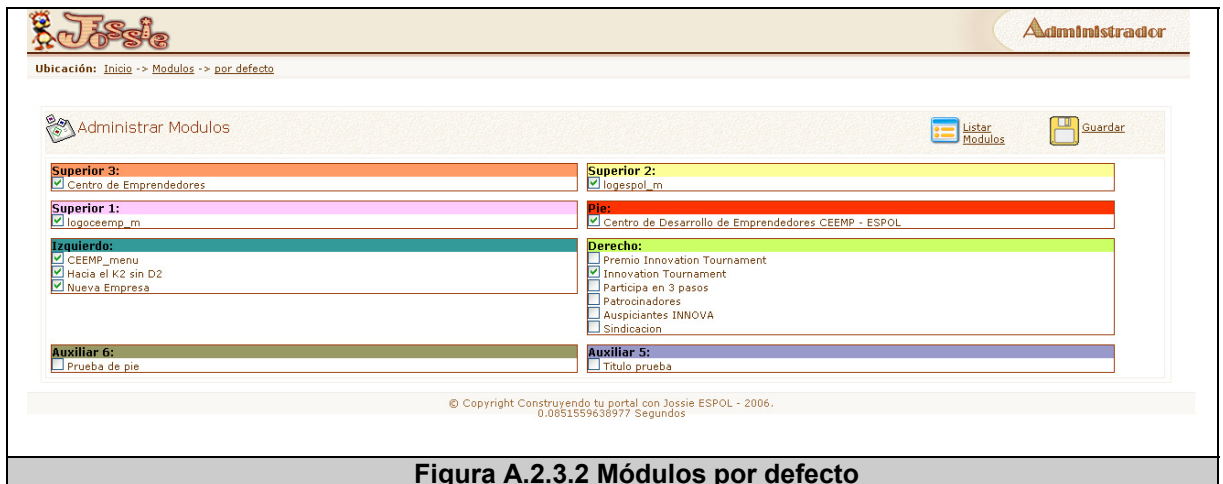 Jossie
Administrador
Ubicación: Inicio -> Modulos -> por defecto
Administrar Modulos
Listar
Modulos
Guardar
Superior 3:
Centro de Emprendedores
Superior 2:
logespol_m
Superior 1:
logoceemp_m
Pie:
Centro de Desarrollo de Emprendedores CEEMP - ESPOL
Izquierdo:
CEEMP_menu
Hacia el K2 sin D2
Nueva Empresa
Derecho:
Premio Innovation Tournament
Innovation Tournament
Participa en 3 pasos
Patrocinadores
Auspiciantes INNOVA
Sindicacion
Auxiliar 6:
Prueba de pie
Auxiliar 5:
Titulo prueba
© Copyright Construyendo tu portal con Jossie ESPOL - 2006.
0.0851559638977 Segundos
Figura A.2.3.2 Módulos por defecto